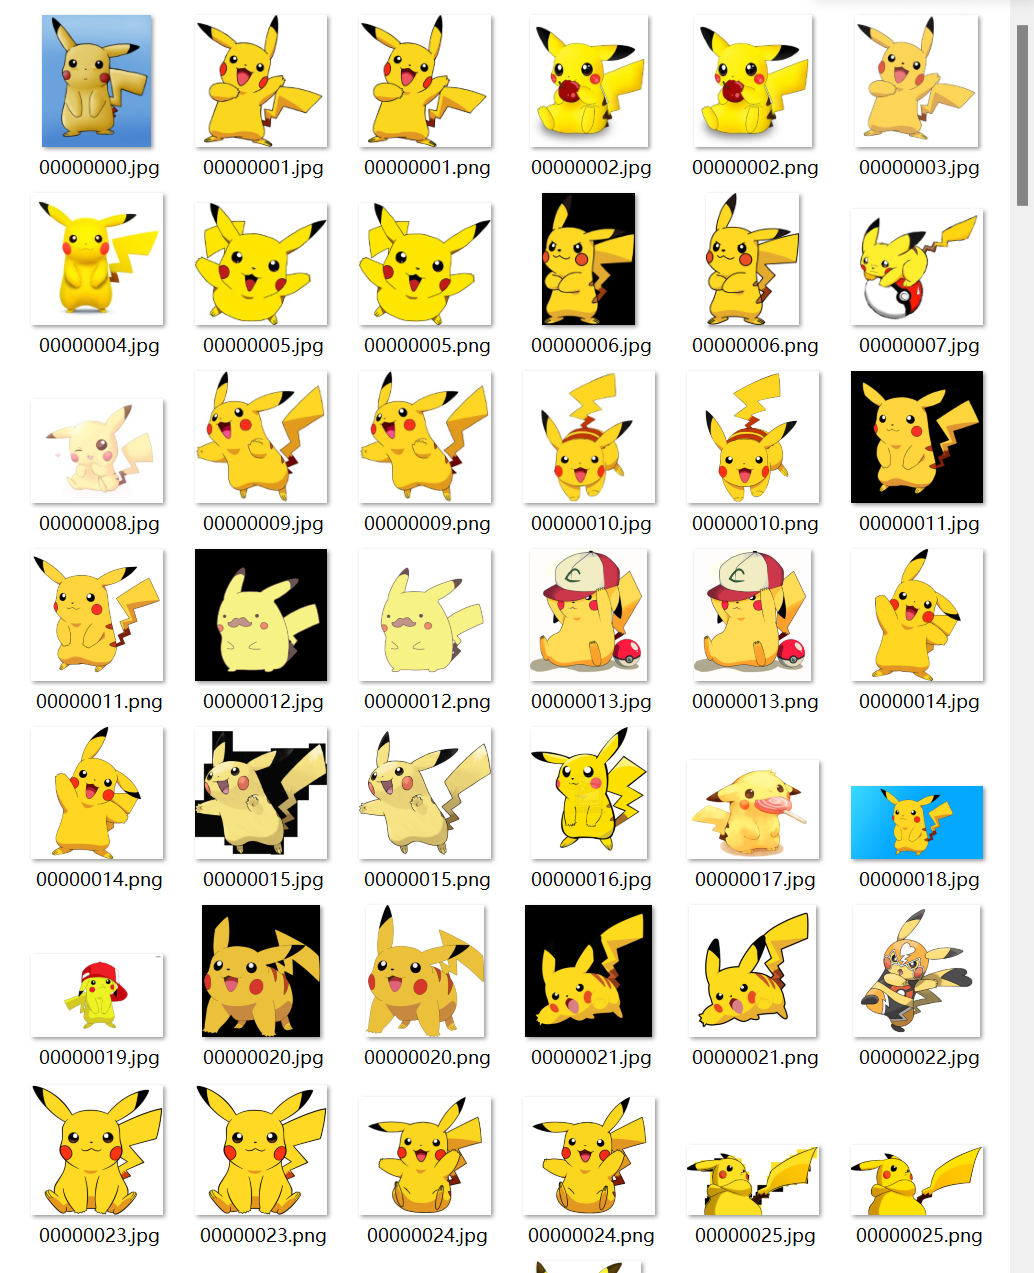 00000000.jpg 00000001.jpg 00000001.png 00000002.jpg 00000002.png 00000003.jpg
00000004.jpg 00000005.jpg 00000005.png 00000006.jpg 00000006.png 00000007.jpg
00000008.jpg 00000009.jpg 00000009.png 00000010.jpg 00000010.png 00000011.jpg
00000011.png 00000012.jpg 00000012.png 00000013.jpg 00000013.png 00000014.jpg
00000014.png 00000015.jpg 00000015.png 00000016.jpg 00000017.jpg 00000018.jpg
00000019.jpg 00000020.jpg 00000020.png 00000021.jpg 00000021.png 00000022.jpg
00000023.jpg 00000023.png 00000024.jpg 00000024.png 00000025.jpg 00000025.png